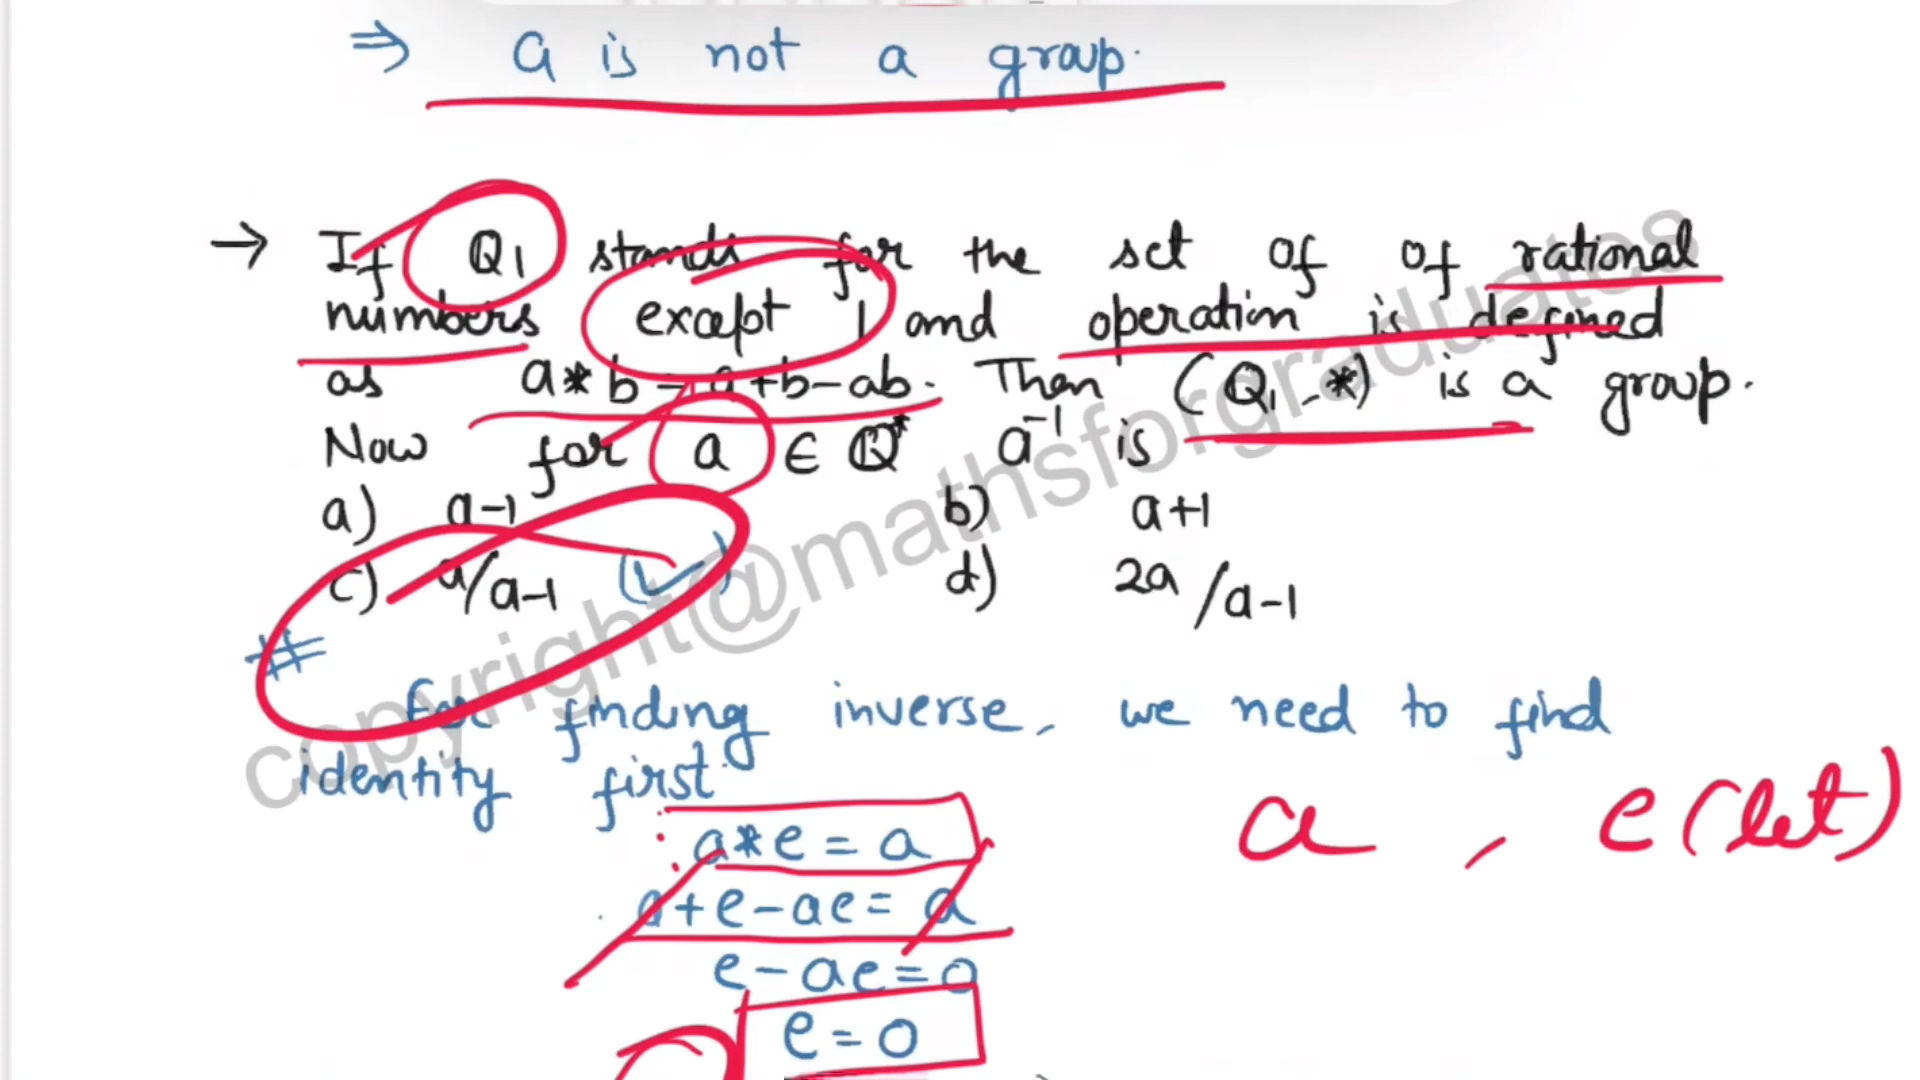 ⇒ G is not a group.
→ If Q₁ stands for the set of of rational
numbers except 1 and operation is defined
as a*b = a+b-ab. Then (Q₁, *) is a group.
Now for a ∈ Q* a⁻¹ is
a) a-1 b) a+1
c) a/a-1 (✓) d) 2a/a-1
#
For finding inverse, we need to find
identity first.
a , e (let)
∴ a*e = a
a+e-ae = a
e-ae = 0
e = 0
copyright@mathsforgraduates